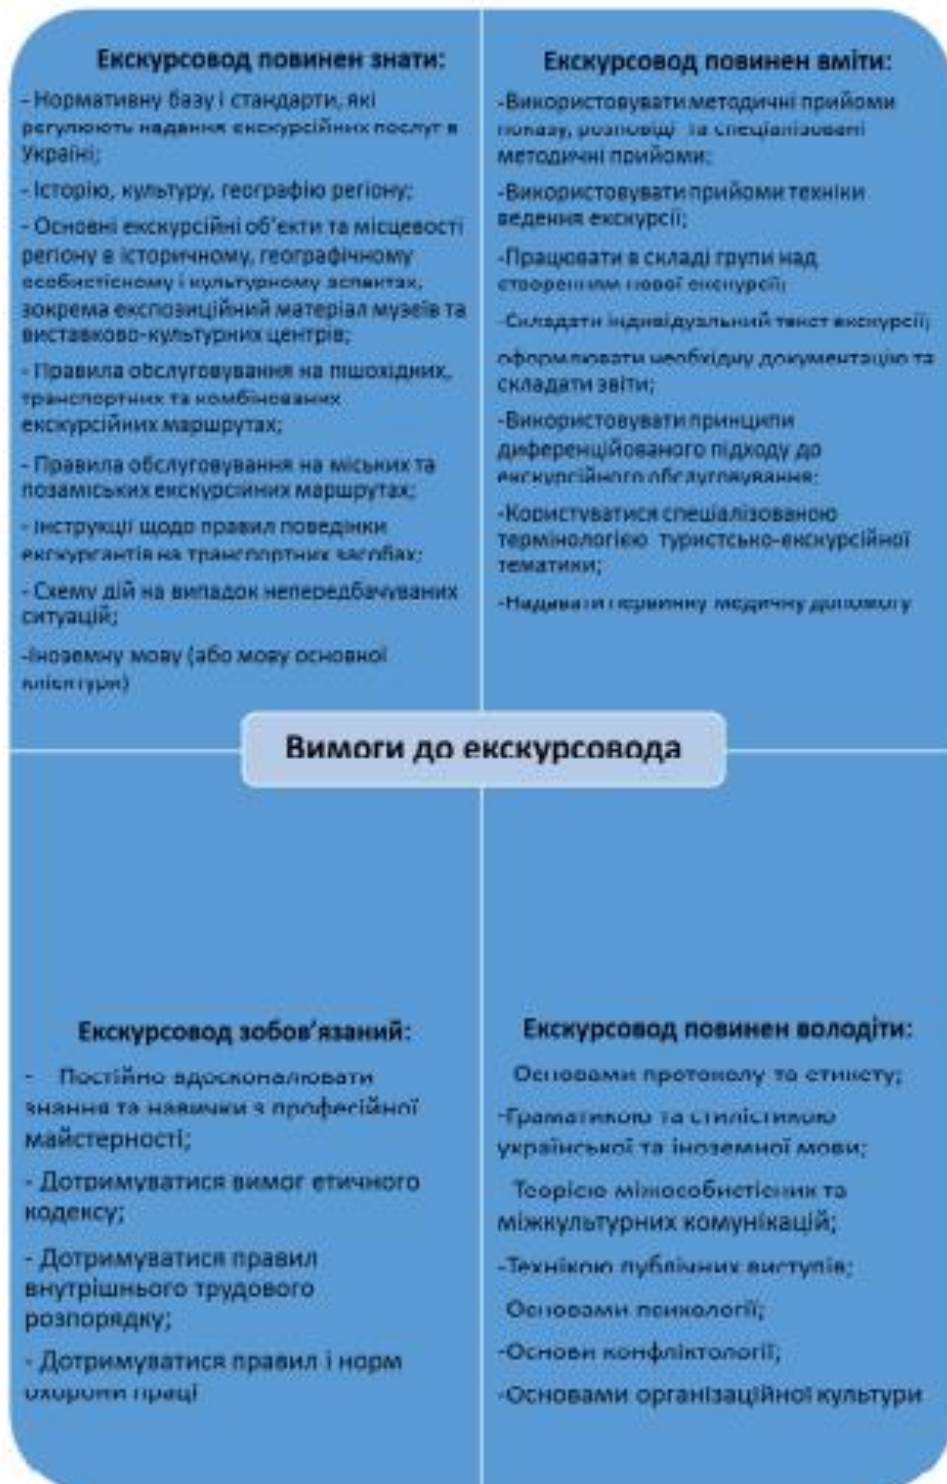 Екскурсовод повинен знати:
- Нормативну базу і стандарти, які
регулюють надання екскурсійних послуг в
Україні;
- Історію, культуру, географію регіону;
- Основні екскурсійні об'єкти та місцевості
регіону в історичному, географічному
особистісному і культурному аспектах,
зокрема експозиційний матеріал музеїв та
виставково-культурних центрів;
- Правила обслуговування на пішохідних,
транспортних та комбінованих
екскурсійних маршрутах;
- Правила обслуговування на міських та
позаміських екскурсійних маршрутах;
- Інструкції щодо правил поведінки
екскурсантів на транспортних засобах;
- Схему дій на випадок непередбачуваних
ситуацій;
-Іноземну мову (або мову основної
клієнтури)
Екскурсовод повинен вміти:
-Використовувати методичні прийоми
показу, розповіді та спеціалізовані
методичні прийоми;
-Використовувати прийоми техніки
ведення екскурсії;
-Працювати в складі групи над
створенням нової екскурсії;
-Складати індивідуальний текст екскурсії;
оформлювати необхідну документацію та
складати звіти;
-Використовувати принципи
диференційованого підходу до
екскурсійного обслуговування;
-Користуватися спеціалізованою
термінологією туристсько-екскурсійної
тематики;
-Надавати первинну медичну допомогу
Вимоги до екскурсовода
Екскурсовод зобов'язаний:
- Постійно вдосконалювати
знання та навички з професійної
майстерності;
- Дотримуватися вимог етичного
кодексу;
- Дотримуватися правил
внутрішнього трудового
розпорядку;
- Дотримуватися правил і норм
охорони праці
Екскурсовод повинен володіти:
Основами протоколу та етикету;
-Граматикою та стилістикою
української та іноземної мови;
Теорією міжособистісних та
міжкультурних комунікацій;
-Технікою публічних виступів;
Основами психології;
-Основи конфліктології;
-Основами організаційної культури